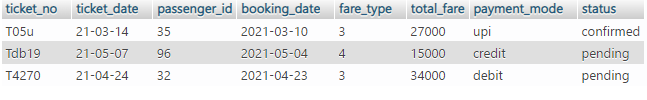 ticket_no ticket_date passenger_id booking_date fare_type total_fare payment_mode status
T05u 21-03-14 35 2021-03-10 3 27000 upi confirmed
Tdb19 21-05-07 96 2021-05-04 4 15000 credit pending
T4270 21-04-24 32 2021-04-23 3 34000 debit pending